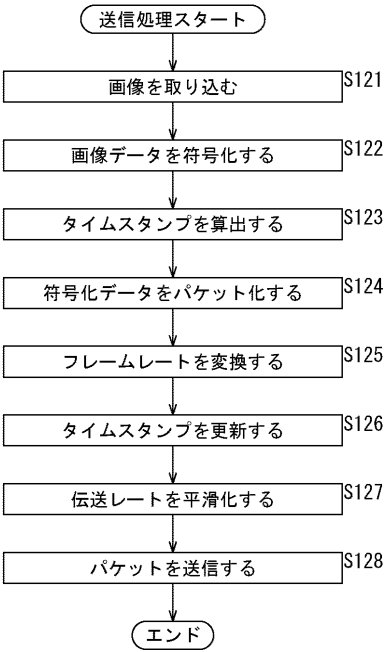 送信処理スタート
画像を取り込む S121
画像データを符号化する S122
タイムスタンプを算出する S123
符号化データをパケット化する S124
フレームレートを変換する S125
タイムスタンプを更新する S126
伝送レートを平滑化する S127
パケットを送信する S128
エンド